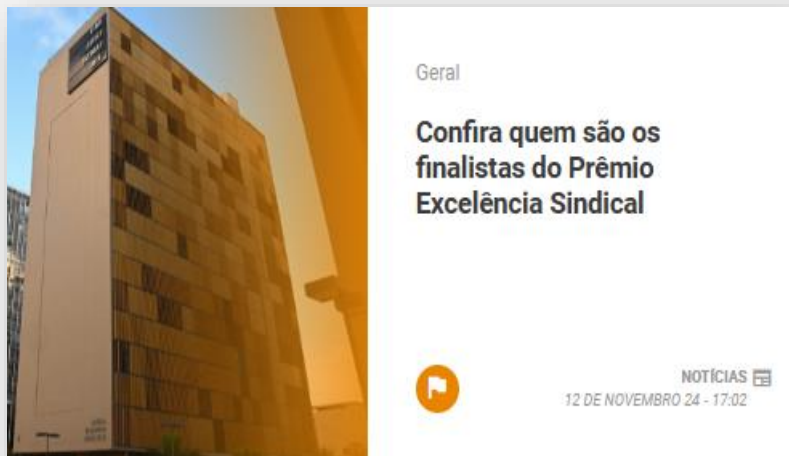 Geral
Confira quem são os
finalistas do Prêmio
Excelência Sindical
NOTÍCIAS
12 DE NOVEMBRO 24 - 17:02